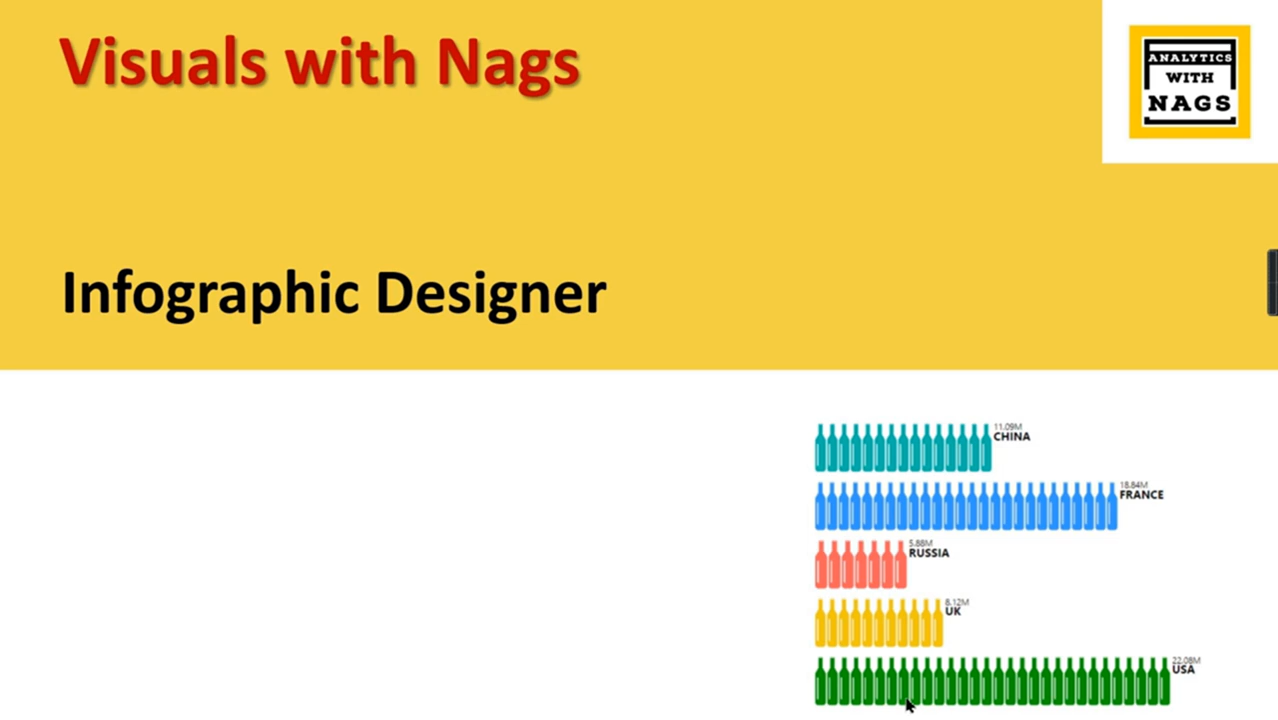 Visuals with Nags
ANALYTICS
WITH
NAGS
Infographic Designer
11.09M
CHINA
18.84M
FRANCE
5.88M
RUSSIA
8.12M
UK
22.08M
USA